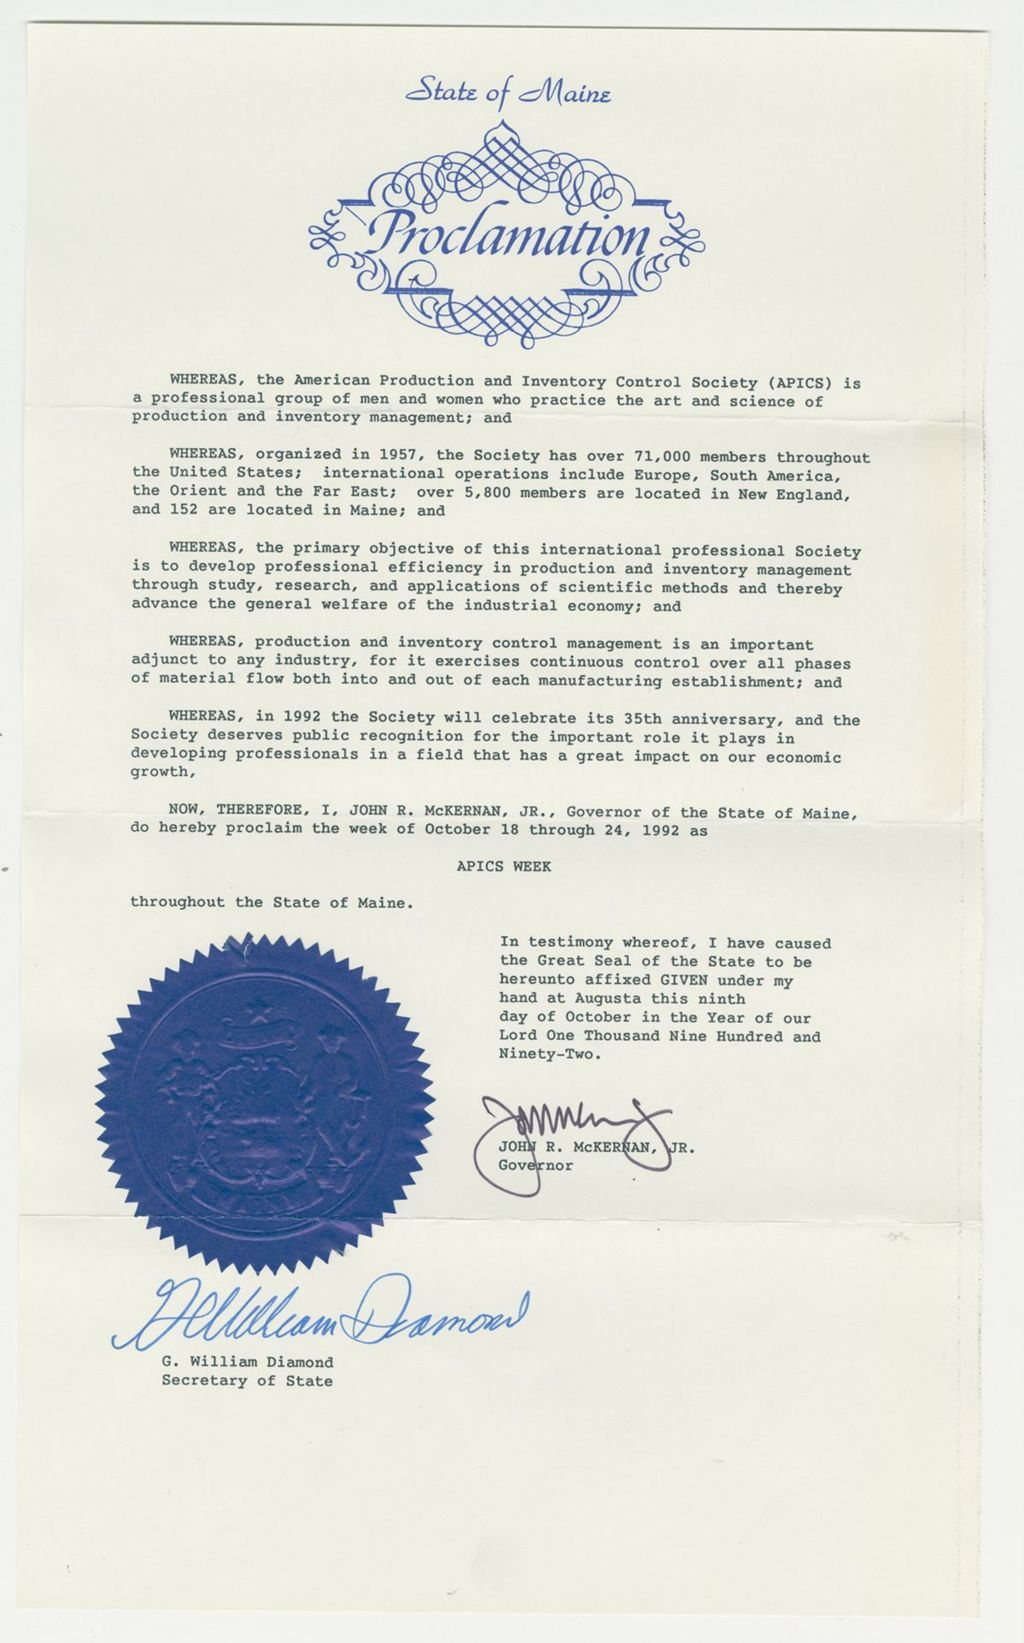 State of Maine
Proclamation
WHEREAS, the American Production and Inventory Control Society (APICS) is
a professional group of men and women who practice the art and science of
production and inventory management; and
WHEREAS, organized in 1957, the Society has over 71,000 members throughout
the United States; international operations include Europe, South America,
the Orient and the Far East; over 5,800 members are located in New England,
and 152 are located in Maine; and
WHEREAS, the primary objective of this international professional Society
is to develop professional efficiency in production and inventory management
through study, research, and applications of scientific methods and thereby
advance the general welfare of the industrial economy; and
WHEREAS, production and inventory control management is an important
adjunct to any industry, for it exercises continuous control over all phases
of material flow both into and out of each manufacturing establishment; and
WHEREAS, in 1992 the Society will celebrate its 35th anniversary, and the
Society deserves public recognition for the important role it plays in
developing professionals in a field that has a great impact on our economic
growth,
NOW, THEREFORE, I, JOHN R. McKERNAN, JR., Governor of the State of Maine,
do hereby proclaim the week of October 18 through 24, 1992 as
APICS WEEK
throughout the State of Maine.
In testimony whereof, I have caused
the Great Seal of the State to be
hereunto affixed GIVEN under my
hand at Augusta this ninth
day of October in the Year of our
Lord One Thousand Nine Hundred and
Ninety-Two.
JOHN R. McKERNAN, JR.
Governor
G William Diamond
G. William Diamond
Secretary of State